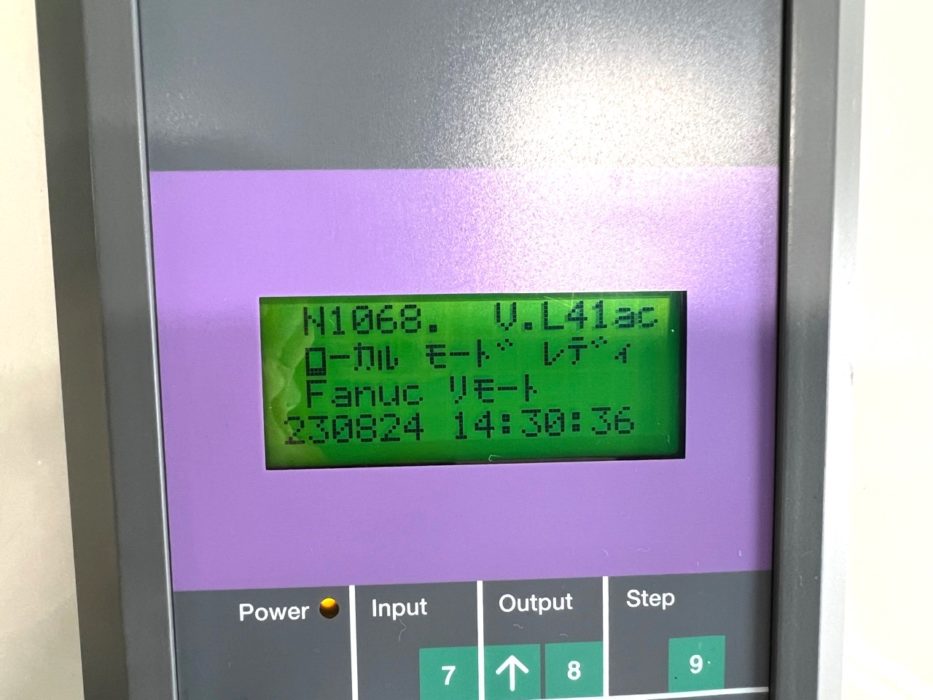 N1068. V.L41ac
ローカル モード レディ
Fanuc リモート
230824 14:30:36
Power Input Output Step
7 ↑ 8 9